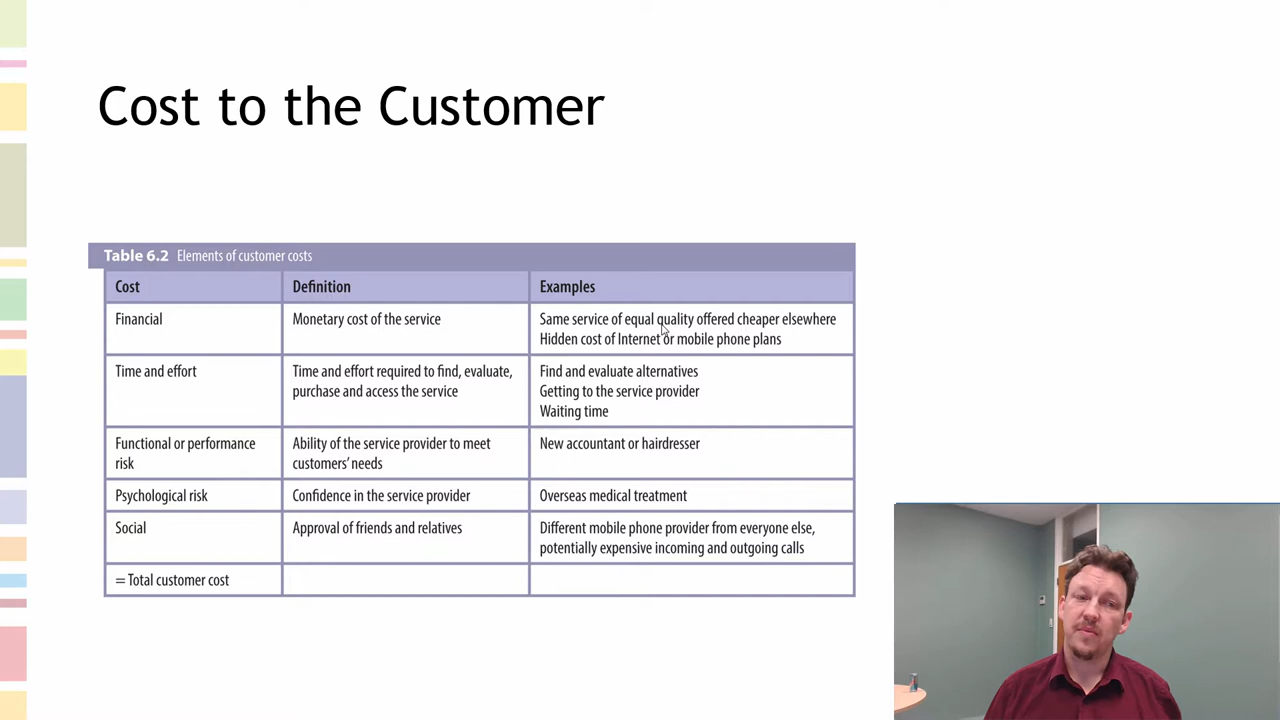 Cost to the Customer
Table 6.2 Elements of customer costs
Cost Definition Examples
Financial Monetary cost of the service Same service of equal quality offered cheaper elsewhere
Hidden cost of Internet or mobile phone plans
Time and effort Time and effort required to find, evaluate, Find and evaluate alternatives
purchase and access the service Getting to the service provider
Waiting time
Functional or performance Ability of the service provider to meet New accountant or hairdresser
risk customers’ needs
Psychological risk Confidence in the service provider Overseas medical treatment
Social Approval of friends and relatives Different mobile phone provider from everyone else,
potentially expensive incoming and outgoing calls
= Total customer cost